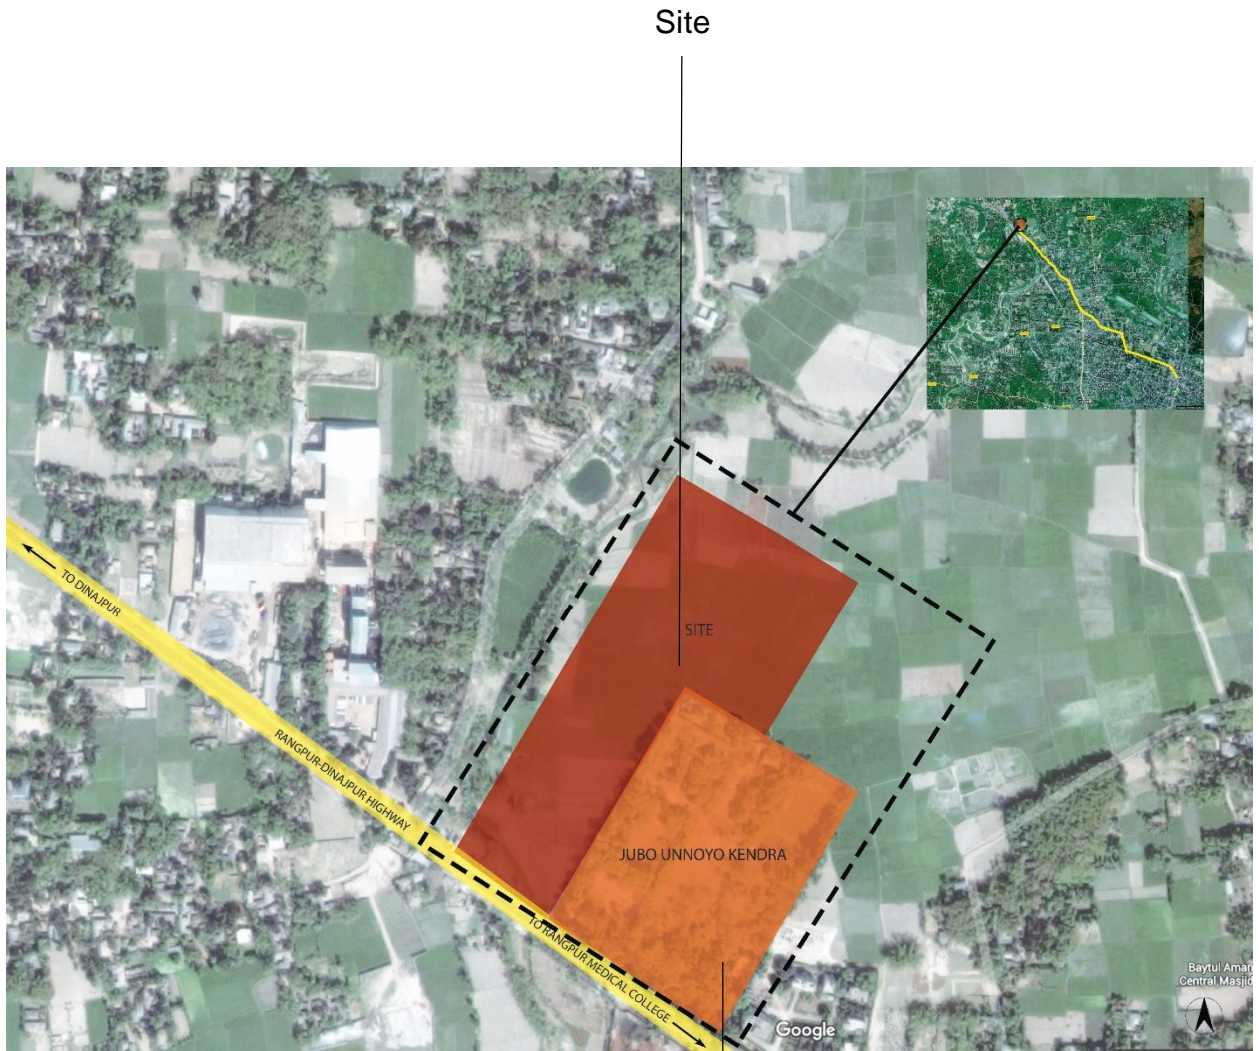 Site
TO DINAJPUR
SITE
RANGPUR-DINAJPUR HIGHWAY
JUBO UNNOYO KENDRA
TO RANGPUR MEDICAL COLLEGE
Baytul Aman
Central Masjid
Google